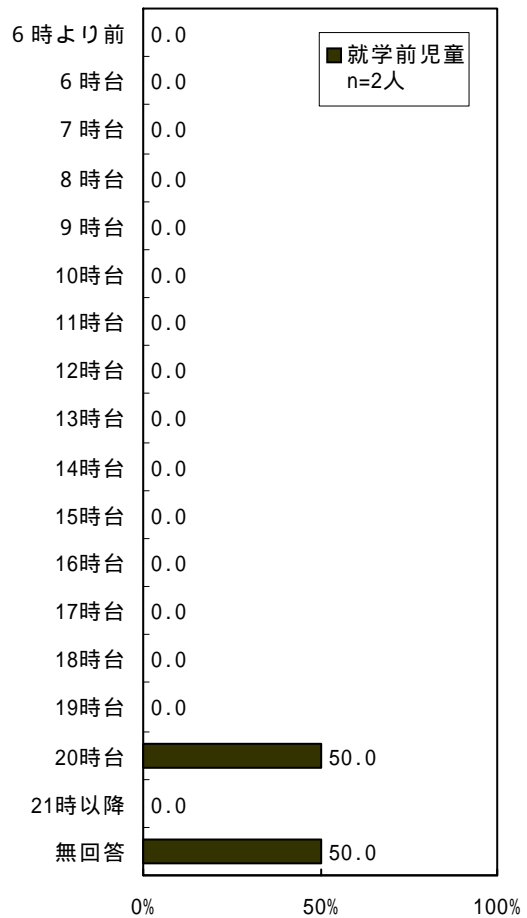 ６時より前 0.0
６時台 0.0
７時台 0.0
８時台 0.0
９時台 0.0
10時台 0.0
11時台 0.0
12時台 0.0
13時台 0.0
14時台 0.0
15時台 0.0
16時台 0.0
17時台 0.0
18時台 0.0
19時台 0.0
20時台 50.0
21時以降 0.0
無回答 50.0
0% 50% 100%
就学前児童
n=2人